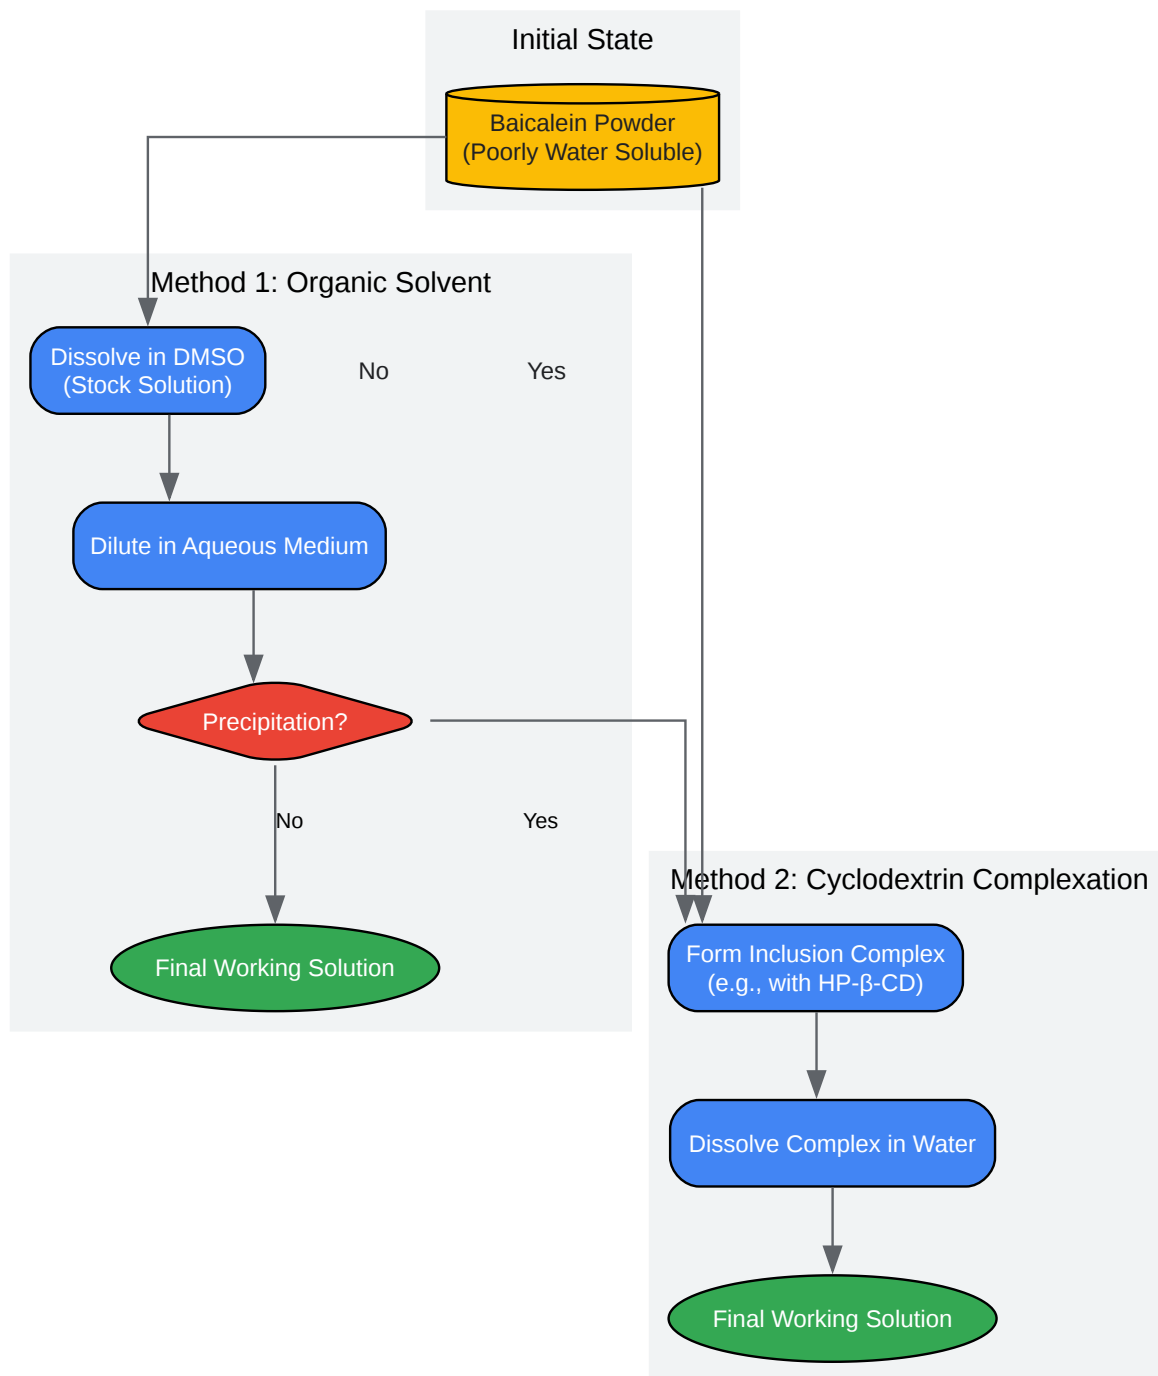 Initial State
Baicalein Powder
(Poorly Water Soluble)
Method 1: Organic Solvent
Dissolve in DMSO
(Stock Solution)
No
Yes
Dilute in Aqueous Medium
Precipitation?
No
Yes
Final Working Solution
Method 2: Cyclodextrin Complexation
Form Inclusion Complex
(e.g., with HP-β-CD)
Dissolve Complex in Water
Final Working Solution